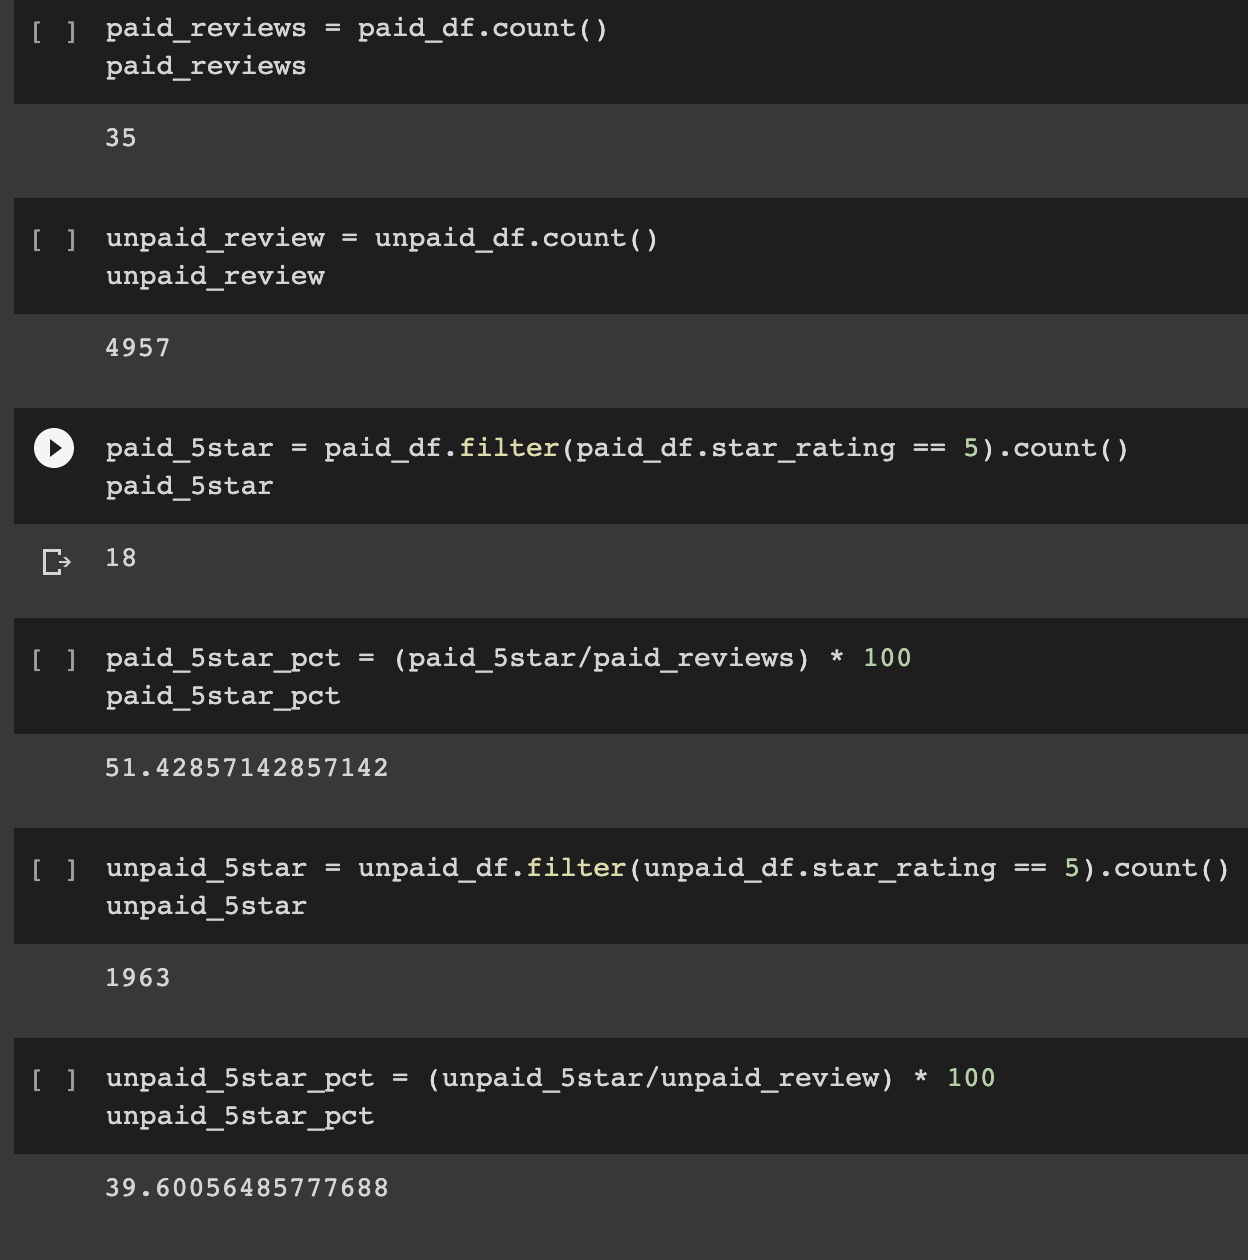 [ ] paid_reviews = paid_df.count()
paid_reviews
35
[ ] unpaid_review = unpaid_df.count()
unpaid_review
4957
paid_5star = paid_df.filter(paid_df.star_rating == 5).count()
paid_5star
18
[ ] paid_5star_pct = (paid_5star/paid_reviews) * 100
paid_5star_pct
51.42857142857142
[ ] unpaid_5star = unpaid_df.filter(unpaid_df.star_rating == 5).count()
unpaid_5star
1963
[ ] unpaid_5star_pct = (unpaid_5star/unpaid_review) * 100
unpaid_5star_pct
39.60056485777688